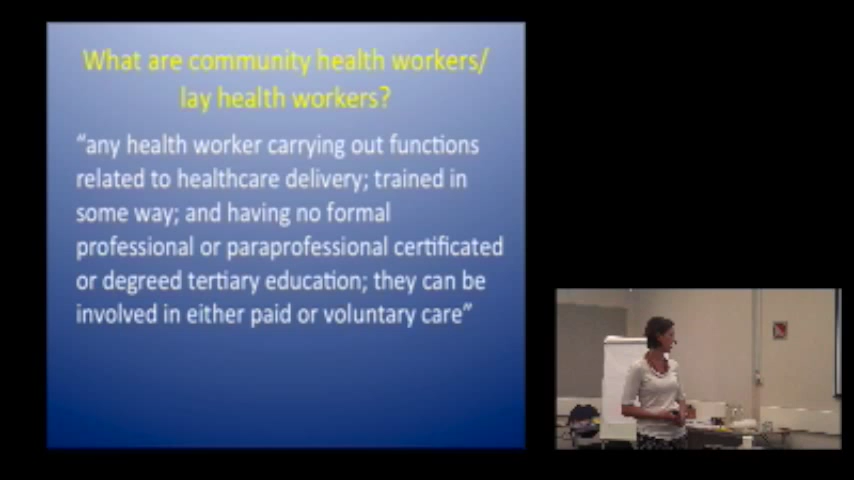 What are community health workers/
lay health workers?
“any health worker carrying out functions
related to healthcare delivery; trained in
some way; and having no formal
professional or paraprofessional certificated
or degreed tertiary education; they can be
involved in either paid or voluntary care”